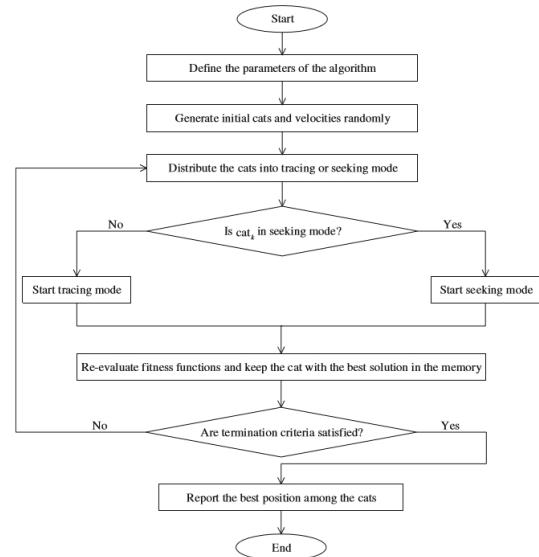 Start
Define the parameters of the algorithm
Generate initial cats and velocities randomly
Distribute the cats into tracing or seeking mode
No
Is catₖ in seeking mode?
Yes
Start tracing mode
Start seeking mode
Re-evaluate fitness functions and keep the cat with the best solution in the memory
No
Are termination criteria satisfied?
Yes
Report the best position among the cats
End